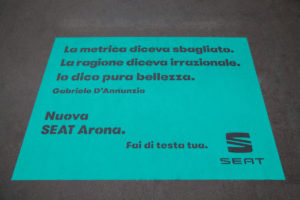 La metrica diceva sbagliato.
La ragione diceva irrazionale.
Io dico pura bellezza.
Gabriele D'Annunzio
Nuova
SEAT Arona.
Fai di testa tua.
SEAT